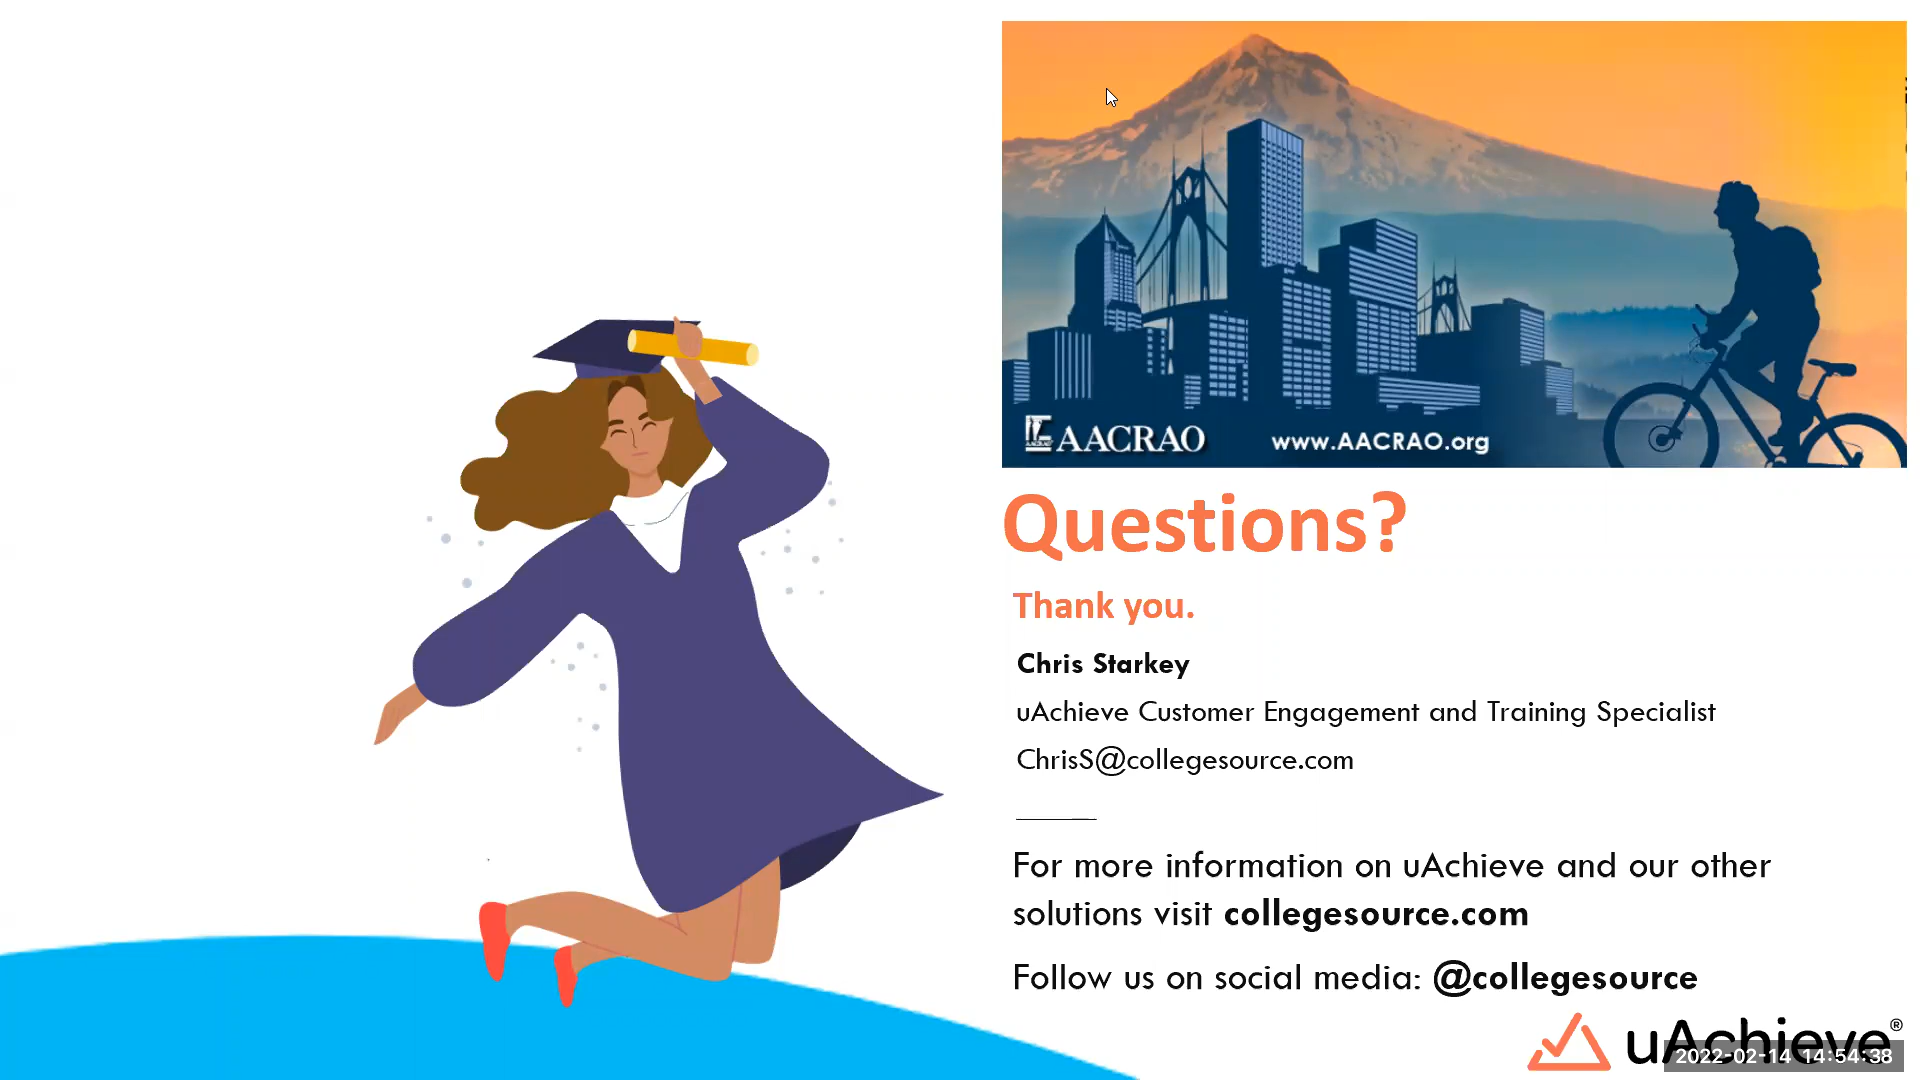 AACRAO
www.AACRAO.org
Questions?
Thank you.
Chris Starkey
uAchieve Customer Engagement and Training Specialist
ChrisS@collegesource.com
For more information on uAchieve and our other
solutions visit collegesource.com
Follow us on social media: @collegesource
uAchieve®
2022-02-14 14:54:38